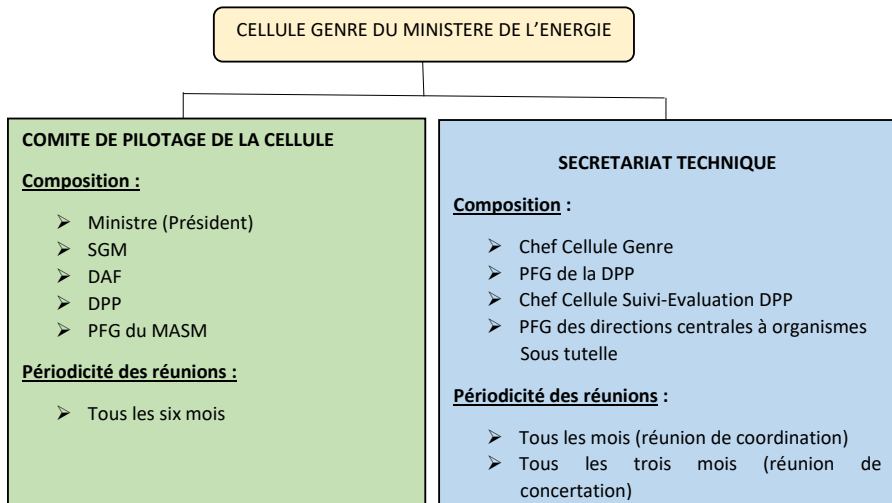 CELLULE GENRE DU MINISTERE DE L'ENERGIE
COMITE DE PILOTAGE DE LA CELLULE
Composition :
➢ Ministre (Président)
➢ SGM
➢ DAF
➢ DPP
➢ PFG du MASM
Périodicité des réunions :
➢ Tous les six mois
SECRETARIAT TECHNIQUE
Composition :
➢ Chef Cellule Genre
➢ PFG de la DPP
➢ Chef Cellule Suivi-Evaluation DPP
➢ PFG des directions centrales à organismes
Sous tutelle
Périodicité des réunions :
➢ Tous les mois (réunion de coordination)
➢ Tous les trois mois (réunion de
concertation)